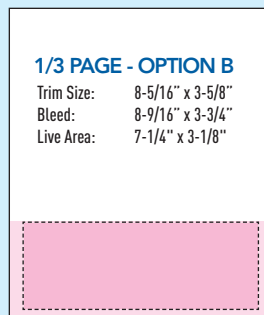 1/3 PAGE - OPTION B
Trim Size: 8-5/16” x 3-5/8”
Bleed: 8-9/16” x 3-3/4”
Live Area: 7-1/4" x 3-1/8"